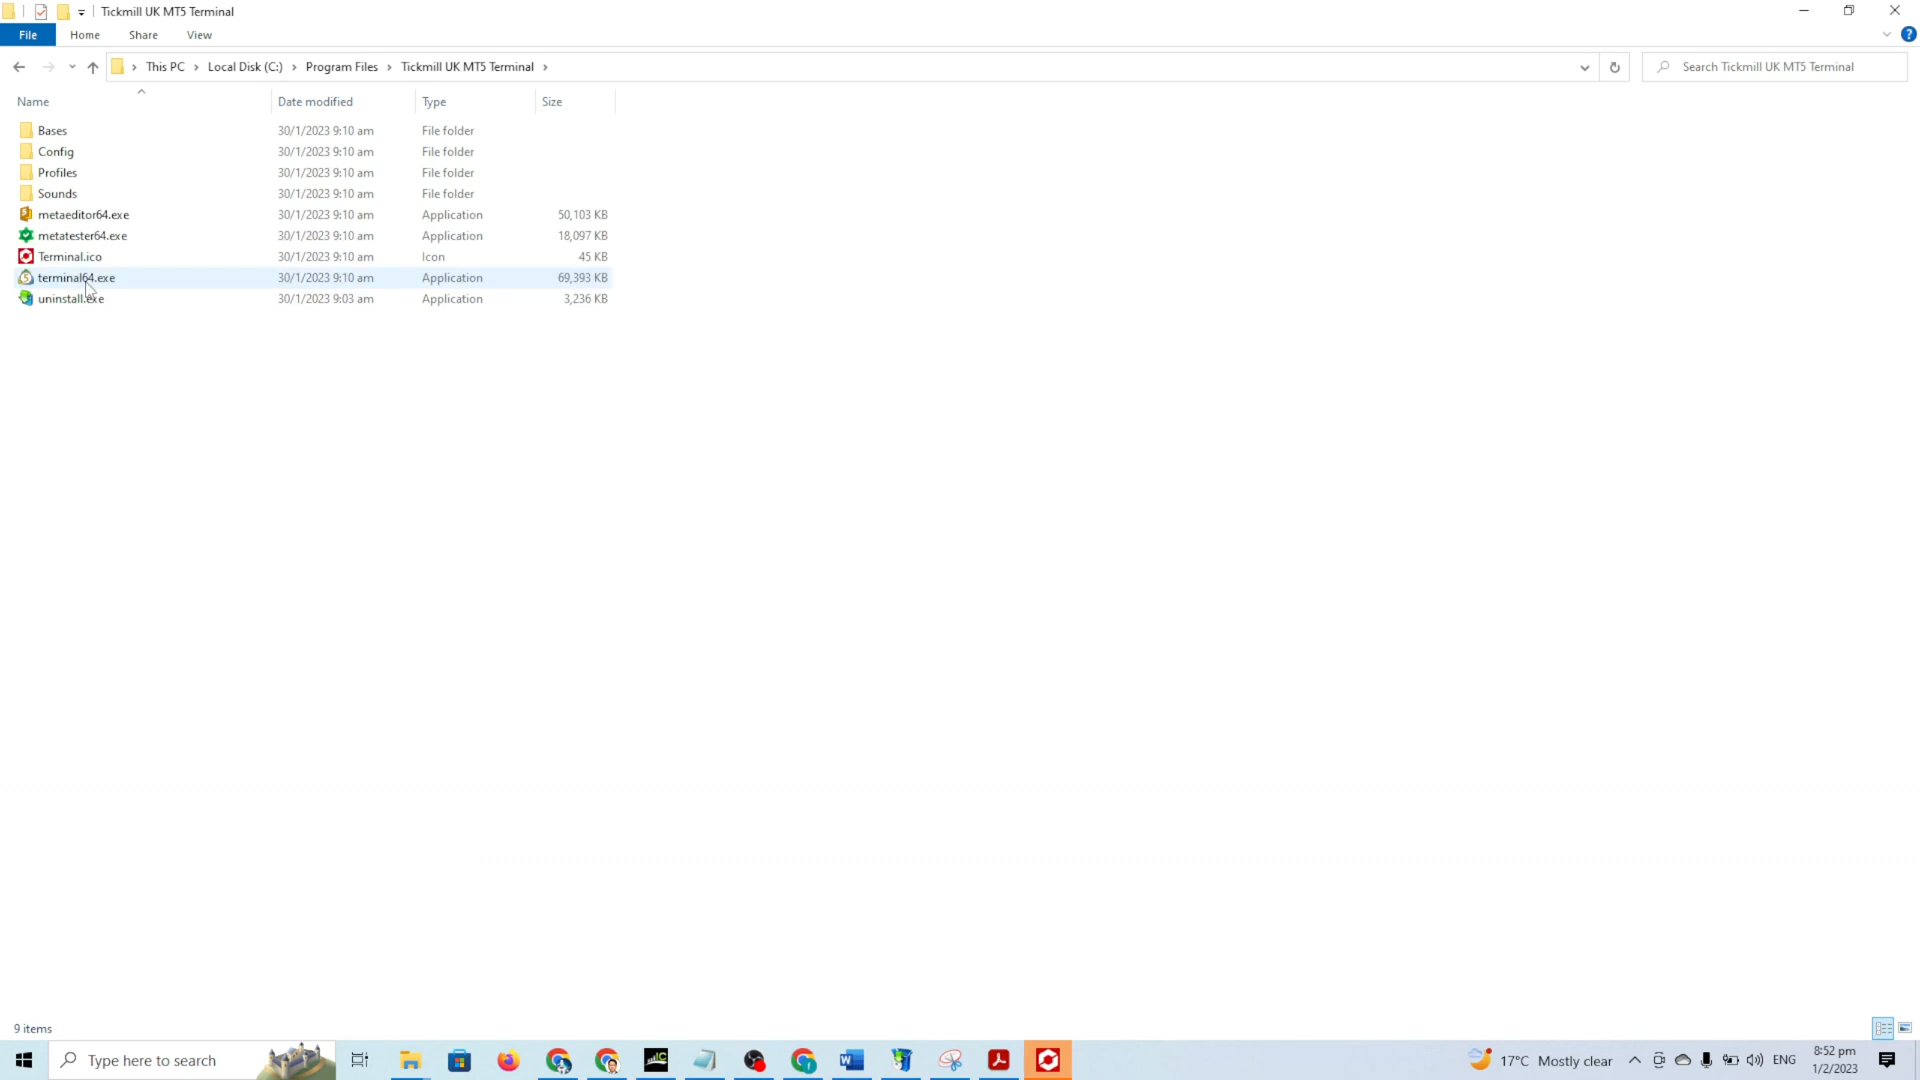 Tickmill UK MT5 Terminal
File Home Share View
This PC Local Disk (C:) Program Files Tickmill UK MT5 Terminal
Search Tickmill UK MT5 Terminal
Name Date modified Type Size
Bases 30/1/2023 9:10 am File folder
Config 30/1/2023 9:10 am File folder
Profiles 30/1/2023 9:10 am File folder
Sounds 30/1/2023 9:10 am File folder
metaeditor64.exe 30/1/2023 9:10 am Application 50,103 KB
metatester64.exe 30/1/2023 9:10 am Application 18,097 KB
Terminal.ico 30/1/2023 9:10 am Icon 45 KB
terminal64.exe 30/1/2023 9:10 am Application 69,393 KB
uninstall.exe 30/1/2023 9:03 am Application 3,236 KB
9 items
Type here to search
17°C Mostly clear
ENG
8:52 pm
1/2/2023